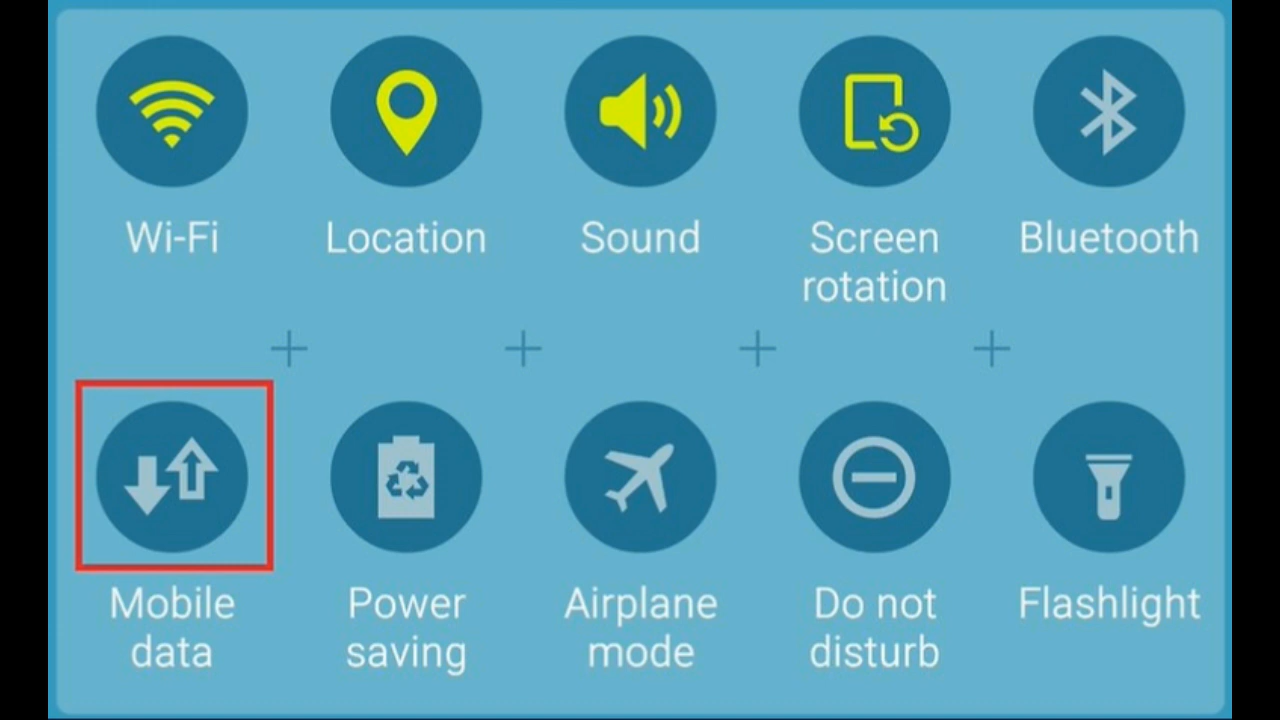 Wi-Fi
Location
Sound
Screen
rotation
Bluetooth
Mobile
data
Power
saving
Airplane
mode
Do not
disturb
Flashlight